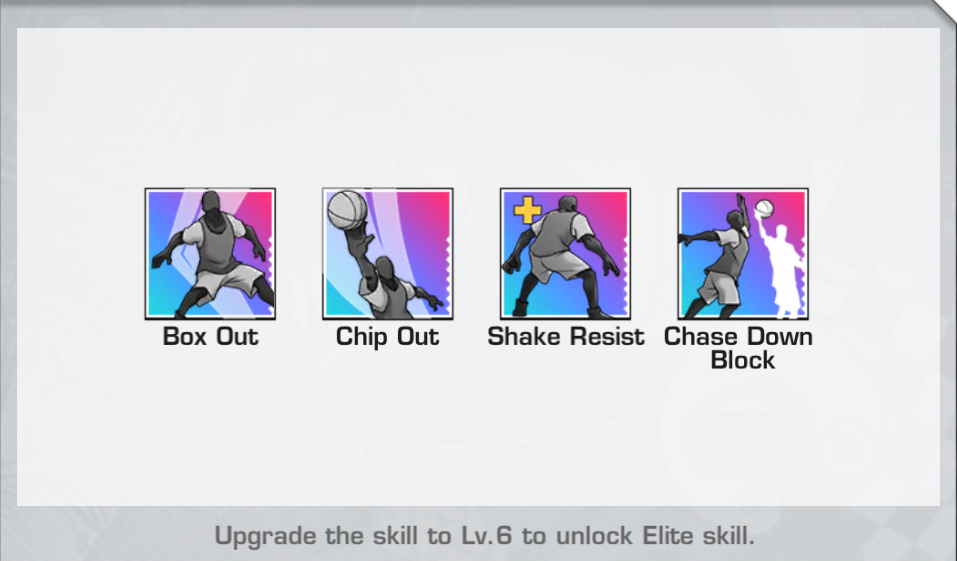 Box Out
Chip Out
Shake Resist
Chase Down
Block
Upgrade the skill to Lv.6 to unlock Elite skill.